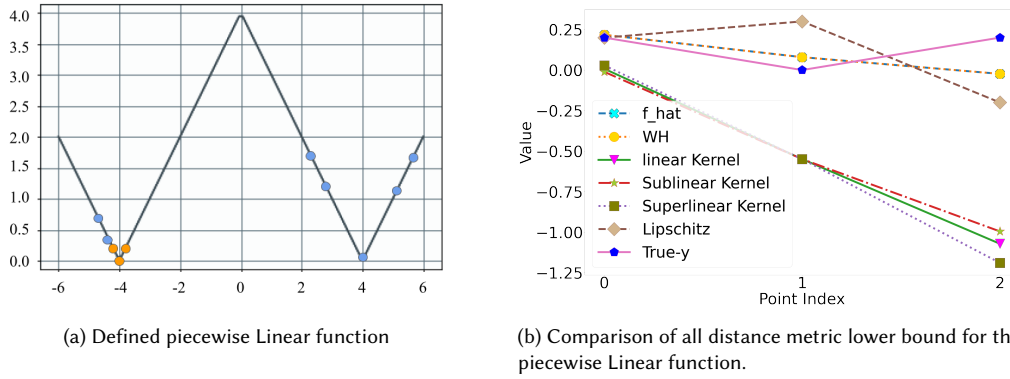 4.0
3.5
3.0
2.5
2.0
1.5
1.0
0.5
0.0
-6 -4 -2 0 2 4 6
(a) Defined piecewise Linear function
0.25
0.00
−0.25
−0.50
−0.75
−1.00
−1.25
Value
f_hat
WH
linear Kernel
Sublinear Kernel
Superlinear Kernel
Lipschitz
True-y
0 1 2
Point Index
(b) Comparison of all distance metric lower bound for th
piecewise Linear function.